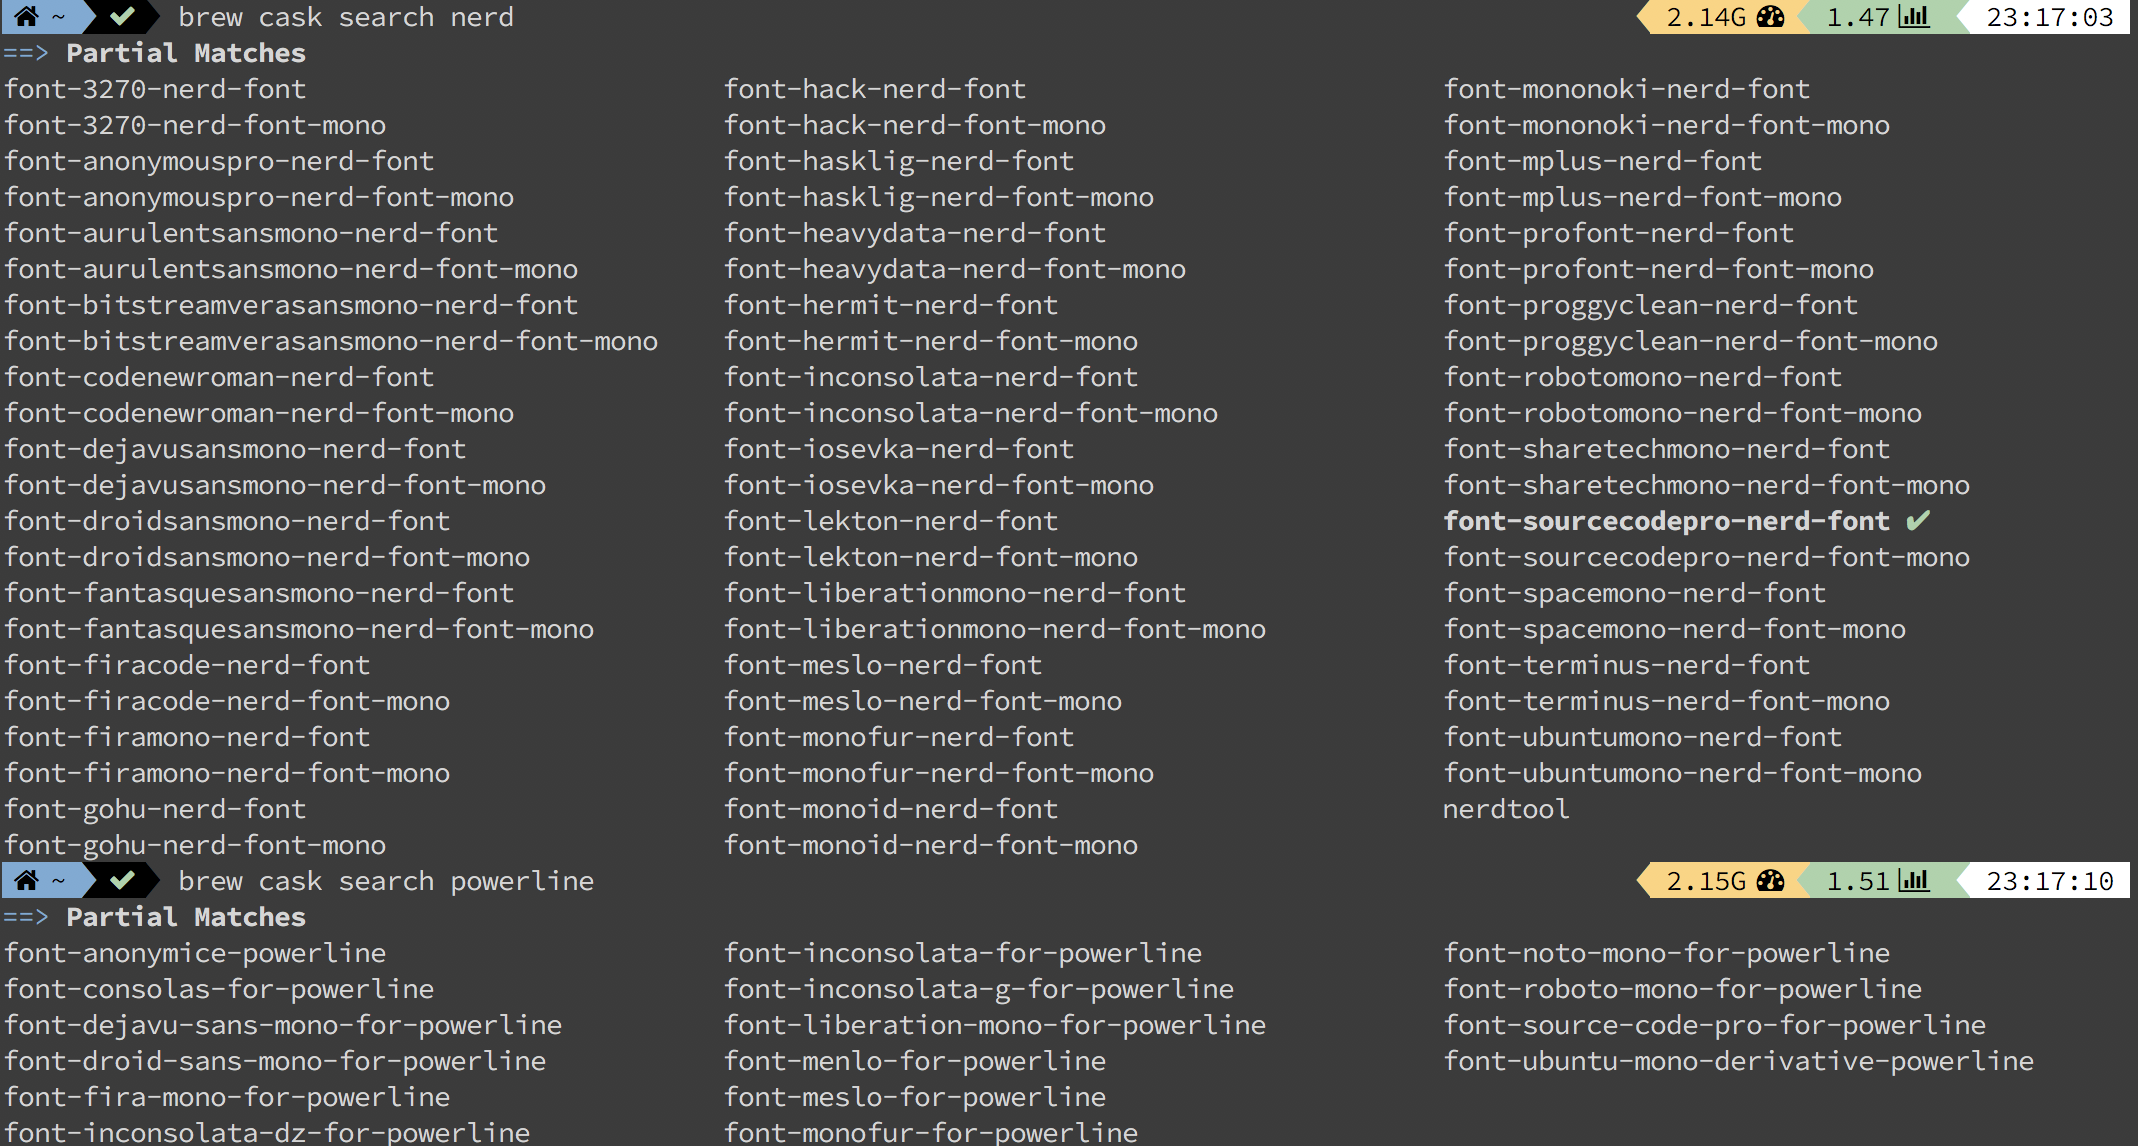 ~ ✔ brew cask search nerd 2.14G 1.47 23:17:03
==> Partial Matches
font-3270-nerd-font font-hack-nerd-font font-mononoki-nerd-font
font-3270-nerd-font-mono font-hack-nerd-font-mono font-mononoki-nerd-font-mono
font-anonymouspro-nerd-font font-hasklig-nerd-font font-mplus-nerd-font
font-anonymouspro-nerd-font-mono font-hasklig-nerd-font-mono font-mplus-nerd-font-mono
font-aurulentsansmono-nerd-font font-heavydata-nerd-font font-profont-nerd-font
font-aurulentsansmono-nerd-font-mono font-heavydata-nerd-font-mono font-profont-nerd-font-mono
font-bitstreamverasansmono-nerd-font font-hermit-nerd-font font-proggyclean-nerd-font
font-bitstreamverasansmono-nerd-font-mono font-hermit-nerd-font-mono font-proggyclean-nerd-font-mono
font-codenewroman-nerd-font font-inconsolata-nerd-font font-robotomono-nerd-font
font-codenewroman-nerd-font-mono font-inconsolata-nerd-font-mono font-robotomono-nerd-font-mono
font-dejavusansmono-nerd-font font-iosevka-nerd-font font-sharetechmono-nerd-font
font-dejavusansmono-nerd-font-mono font-iosevka-nerd-font-mono font-sharetechmono-nerd-font-mono
font-droidsansmono-nerd-font font-lekton-nerd-font font-sourcecodepro-nerd-font ✔
font-droidsansmono-nerd-font-mono font-lekton-nerd-font-mono font-sourcecodepro-nerd-font-mono
font-fantasquesansmono-nerd-font font-liberationmono-nerd-font font-spacemono-nerd-font
font-fantasquesansmono-nerd-font-mono font-liberationmono-nerd-font-mono font-spacemono-nerd-font-mono
font-firacode-nerd-font font-meslo-nerd-font font-terminus-nerd-font
font-firacode-nerd-font-mono font-meslo-nerd-font-mono font-terminus-nerd-font-mono
font-firamono-nerd-font font-monofur-nerd-font font-ubuntumono-nerd-font
font-firamono-nerd-font-mono font-monofur-nerd-font-mono font-ubuntumono-nerd-font-mono
font-gohu-nerd-font font-monoid-nerd-font nerdtool
font-gohu-nerd-font-mono font-monoid-nerd-font-mono
~ ✔ brew cask search powerline 2.15G 1.51 23:17:10
==> Partial Matches
font-anonymice-powerline font-inconsolata-for-powerline font-noto-mono-for-powerline
font-consolas-for-powerline font-inconsolata-g-for-powerline font-roboto-mono-for-powerline
font-dejavu-sans-mono-for-powerline font-liberation-mono-for-powerline font-source-code-pro-for-powerline
font-droid-sans-mono-for-powerline font-menlo-for-powerline font-ubuntu-mono-derivative-powerline
font-fira-mono-for-powerline font-meslo-for-powerline
font-inconsolata-dz-for-powerline font-monofur-for-powerline